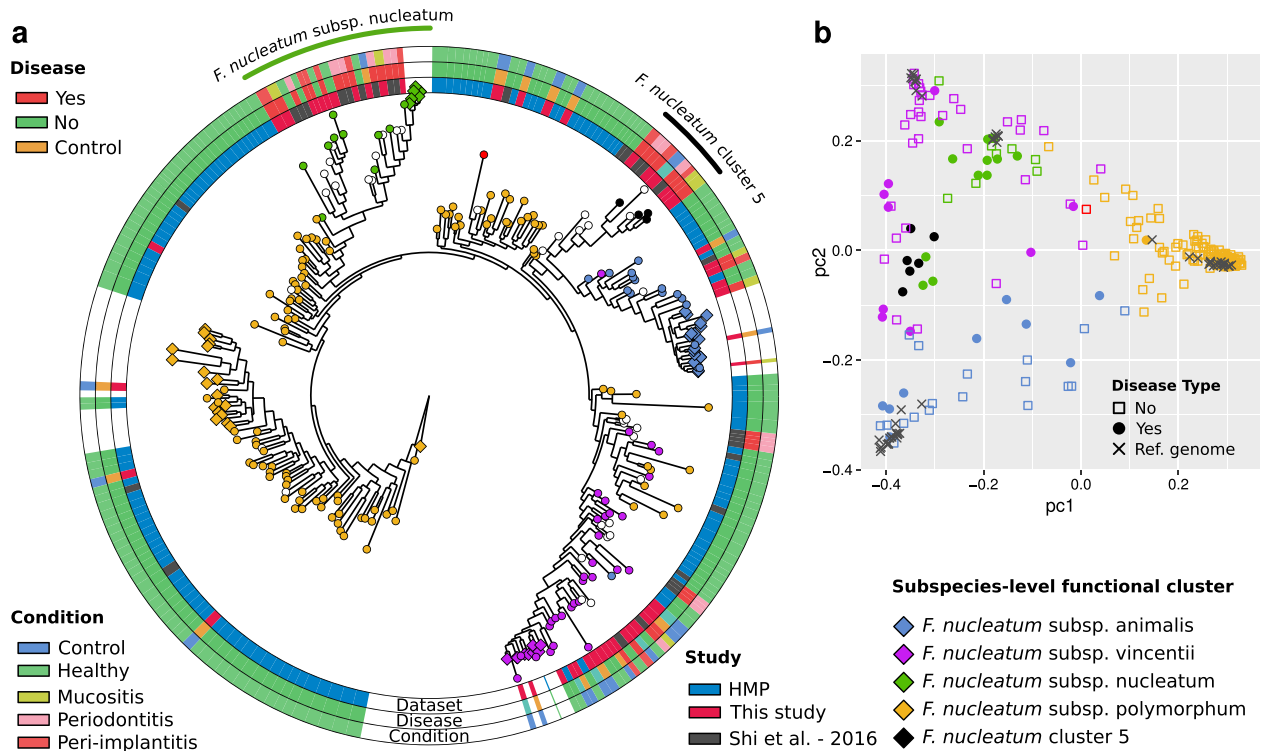 a
Disease
Yes
No
Control
F. nucleatum subsp. nucleatum
F. nucleatum cluster 5
Dataset
Disease
Condition
Condition
Control
Healthy
Mucositis
Periodontitis
Peri-implantitis
Study
HMP
This study
Shi et al. - 2016
b
pc2
0.2
0.0
−0.2
−0.4
−0.4
−0.2
0.0
0.2
pc1
Disease Type
No
Yes
Ref. genome
Subspecies-level functional cluster
F. nucleatum subsp. animalis
F. nucleatum subsp. vincentii
F. nucleatum subsp. nucleatum
F. nucleatum subsp. polymorphum
F. nucleatum cluster 5